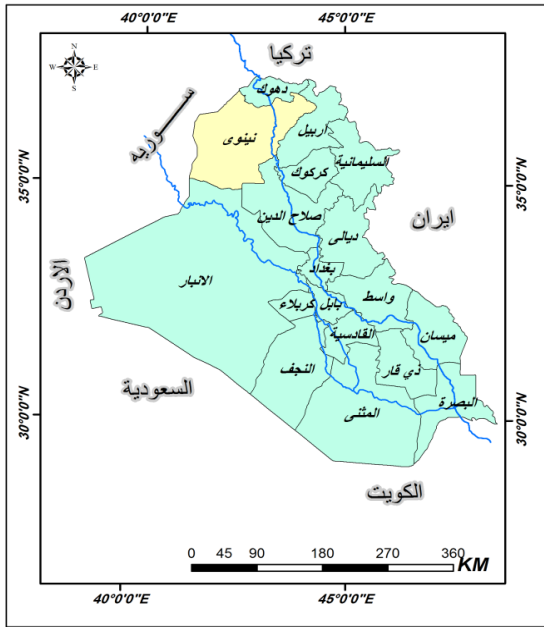 40°0'0"E 45°0'0"E
تركيا
N
W E
S
دهوك
سوريه
نينوى
اربيل
السليمانية
كركوك
35°0'0"N 35°0'0"N
صلاح الدين
ايران
ديالى
بغداد
الاردن
الانبار
واسط
بابل
كربلاء
ميسان
القادسية
النجف
ذي قار
السعودية
البصرة
المثنى
30°0'0"N 30°0'0"N
الكويت
0 45 90 180 270 360
KM
40°0'0"E 45°0'0"E